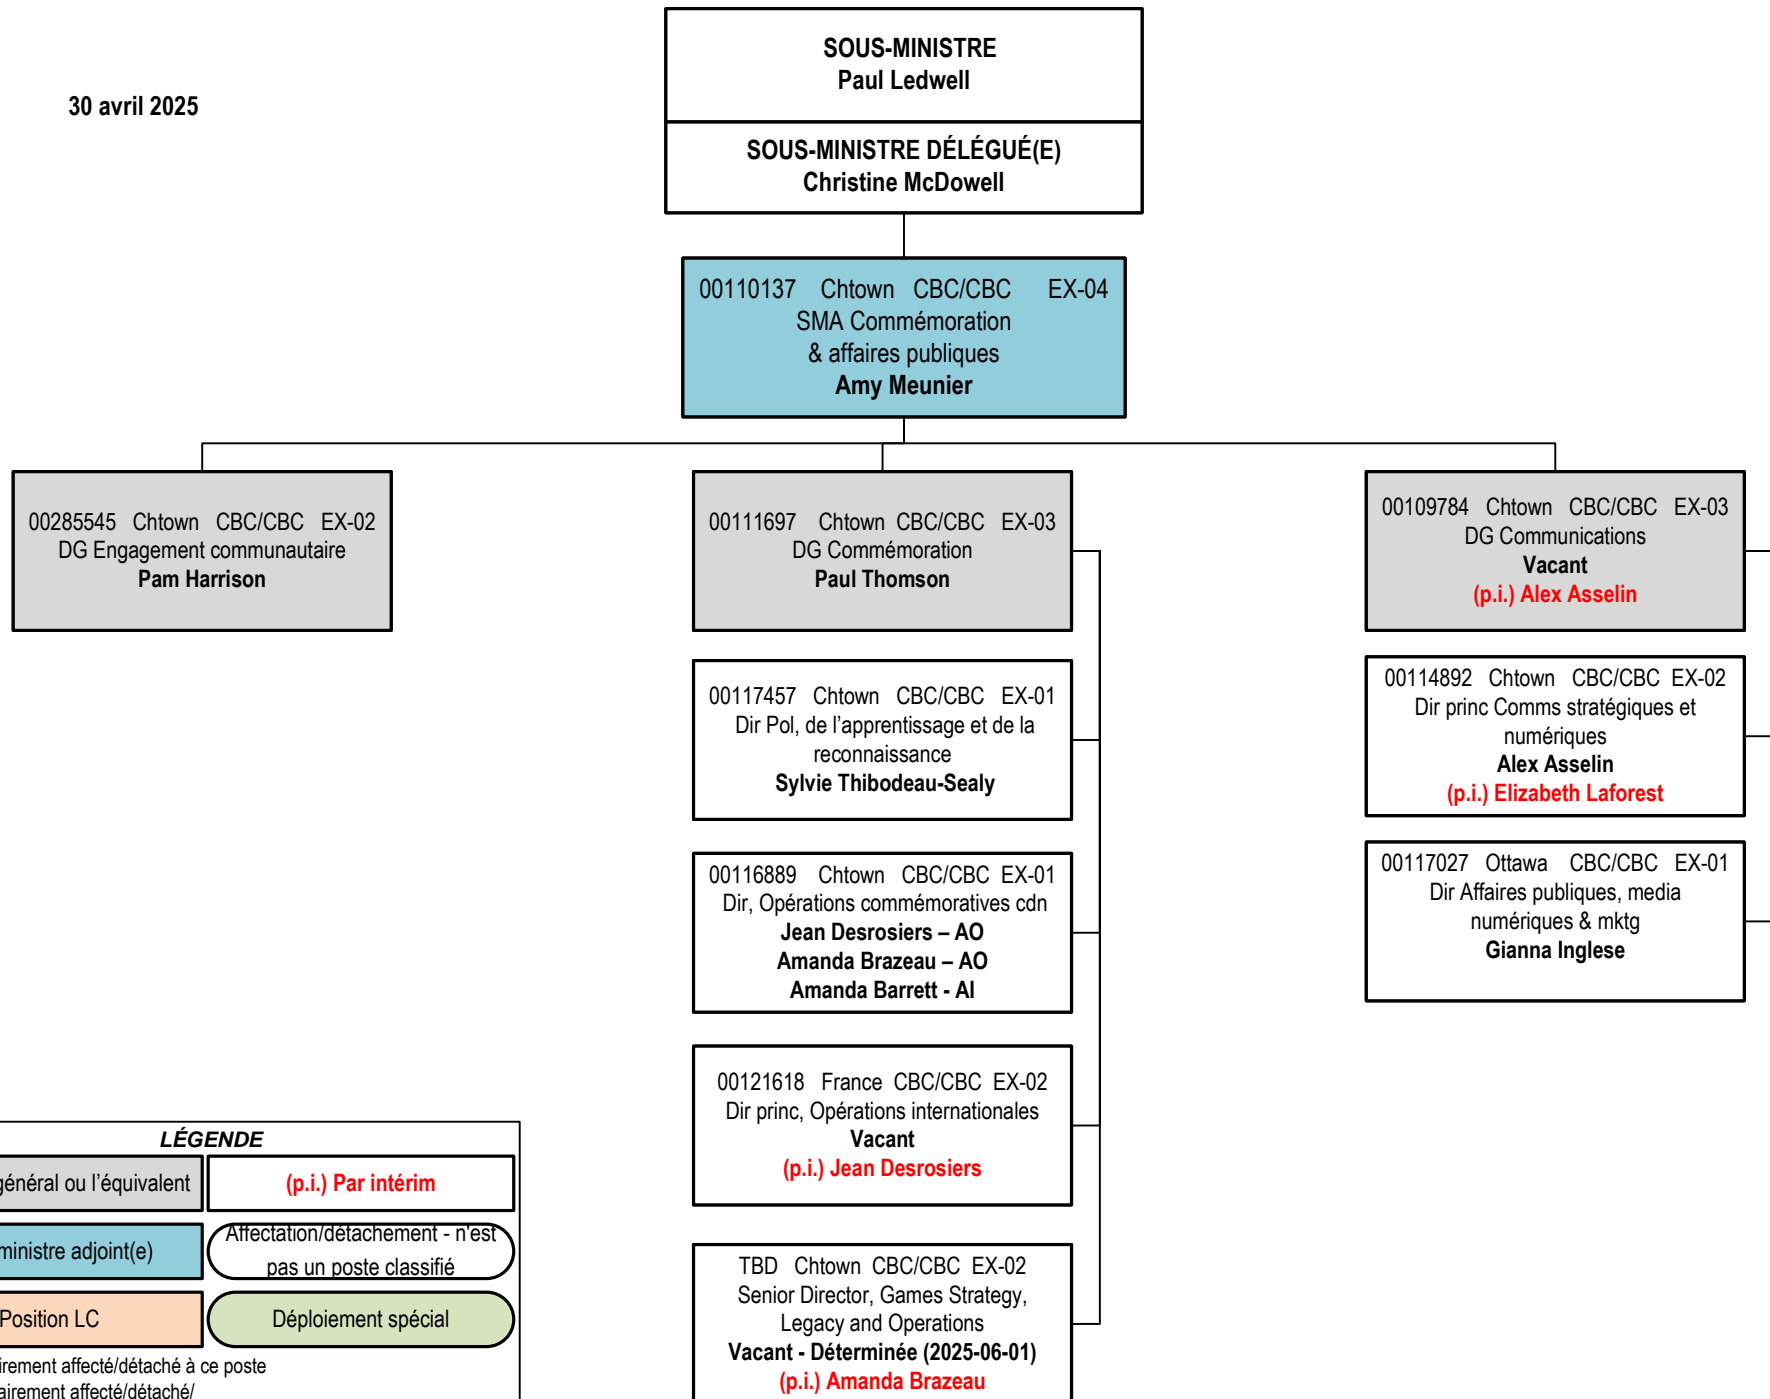 30 avril 2025
SOUS-MINISTRE
Paul Ledwell
SOUS-MINISTRE DÉLÉGUÉ(E)
Christine McDowell
00110137 Chtown CBC/CBC EX-04
SMA Commémoration
& affaires publiques
Amy Meunier
00285545 Chtown CBC/CBC EX-02
DG Engagement communautaire
Pam Harrison
00111697 Chtown CBC/CBC EX-03
DG Commémoration
Paul Thomson
00117457 Chtown CBC/CBC EX-01
Dir Pol, de l'apprentissage et de la
reconnaissance
Sylvie Thibodeau-Sealy
00116889 Chtown CBC/CBC EX-01
Dir, Opérations commémoratives cdn
Jean Desrosiers – AO
Amanda Brazeau – AO
Amanda Barrett - AI
00121618 France CBC/CBC EX-02
Dir princ, Opérations internationales
Vacant
(p.i.) Jean Desrosiers
TBD Chtown CBC/CBC EX-02
Senior Director, Games Strategy,
Legacy and Operations
Vacant - Déterminée (2025-06-01)
(p.i.) Amanda Brazeau
00109784 Chtown CBC/CBC EX-03
DG Communications
Vacant
(p.i.) Alex Asselin
00114892 Chtown CBC/CBC EX-02
Dir princ Comms stratégiques et
numériques
Alex Asselin
(p.i.) Elizabeth Laforest
00117027 Ottawa CBC/CBC EX-01
Dir Affaires publiques, media
numériques & mktg
Gianna Inglese
LÉGENDE
général ou l'équivalent
(p.i.) Par intérim
ministre adjoint(e)
Affectation/détachement - n'est
pas un poste classifié
Position LC
Déploiement spécial
irement affecté/détaché à ce poste
airement affecté/détaché/